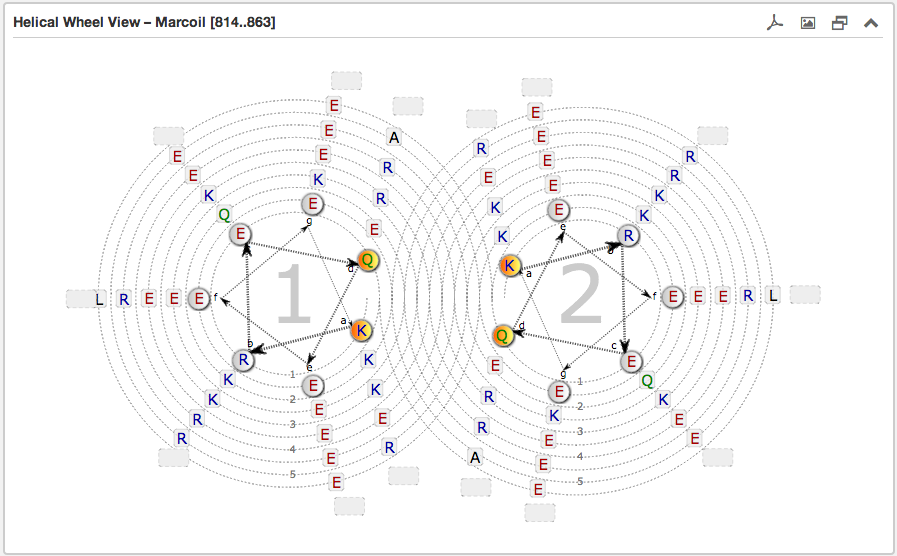 Helical Wheel View – Marcoil [814..863]
E E E K E g
A R R E Q d
E E K Q E
L R E E E f
1
a K K K E R
b R K K R R
e E E E E E
1
2
3
4
5
R E K K K a
E E E E E e
R R K K R b
2
f E E E R L
d Q E R R A
c E Q K E E
g E K E E E
1
2
3
4
5